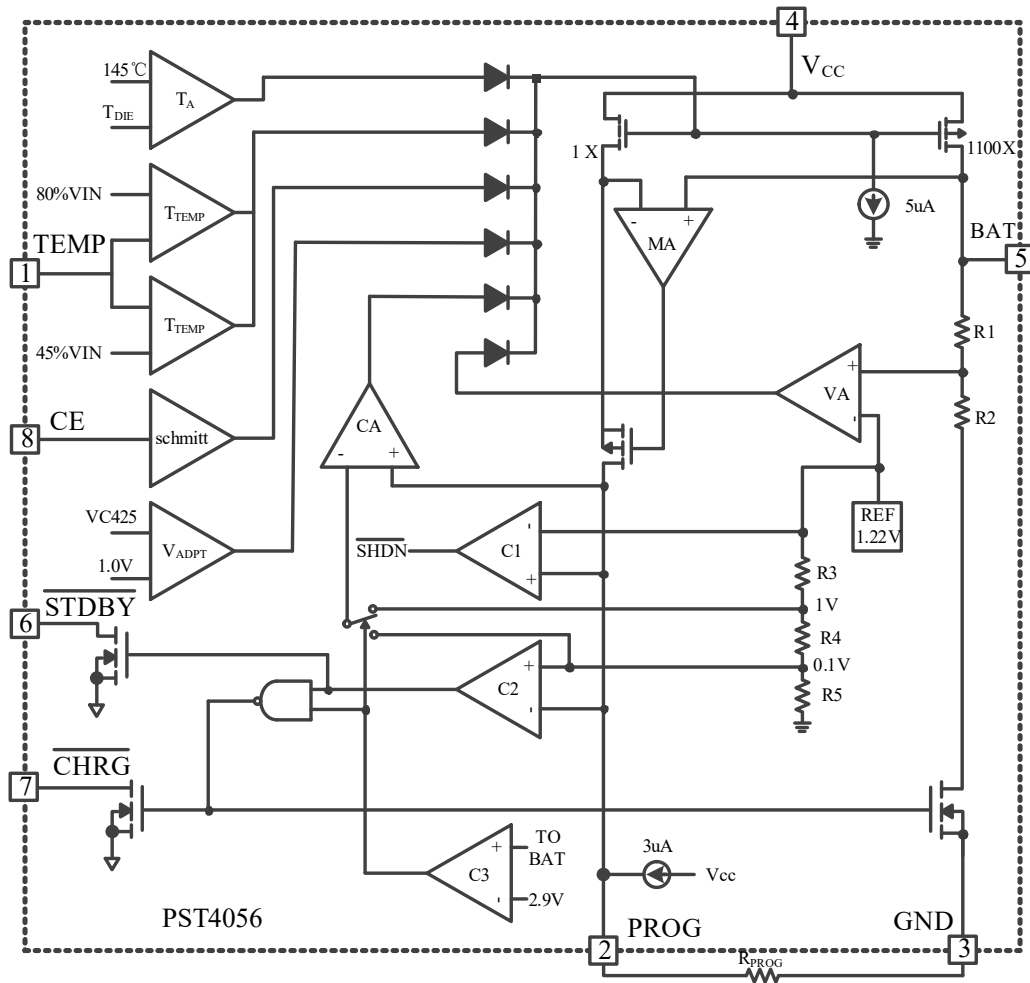 4
VCC
145℃
TDIE
TA
1 X
1100X
80%VIN
TTEMP
5uA
TEMP
1
- +
MA
BAT
5
TTEMP
45%VIN
R1
+
VA
-
R2
CE
8
schmitt
CA
- +
VC425
VADPT
1.0V
SHDN
-
C1
+
REF
1.22V
R3
STDBY
6
1V
R4
+
C2
-
0.1V
R5
CHRG
7
+
C3
-
TO
BAT
2.9V
3uA
Vcc
PST4056
PROG
2
GND
3
RPROG